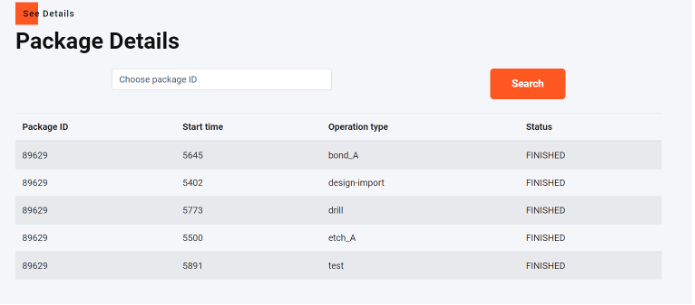 See Details
Package Details
Choose package ID Search
Package ID Start time Operation type Status
89629 5645 bond_A FINISHED
89629 5402 design-import FINISHED
89629 5773 drill FINISHED
89629 5500 etch_A FINISHED
89629 5891 test FINISHED